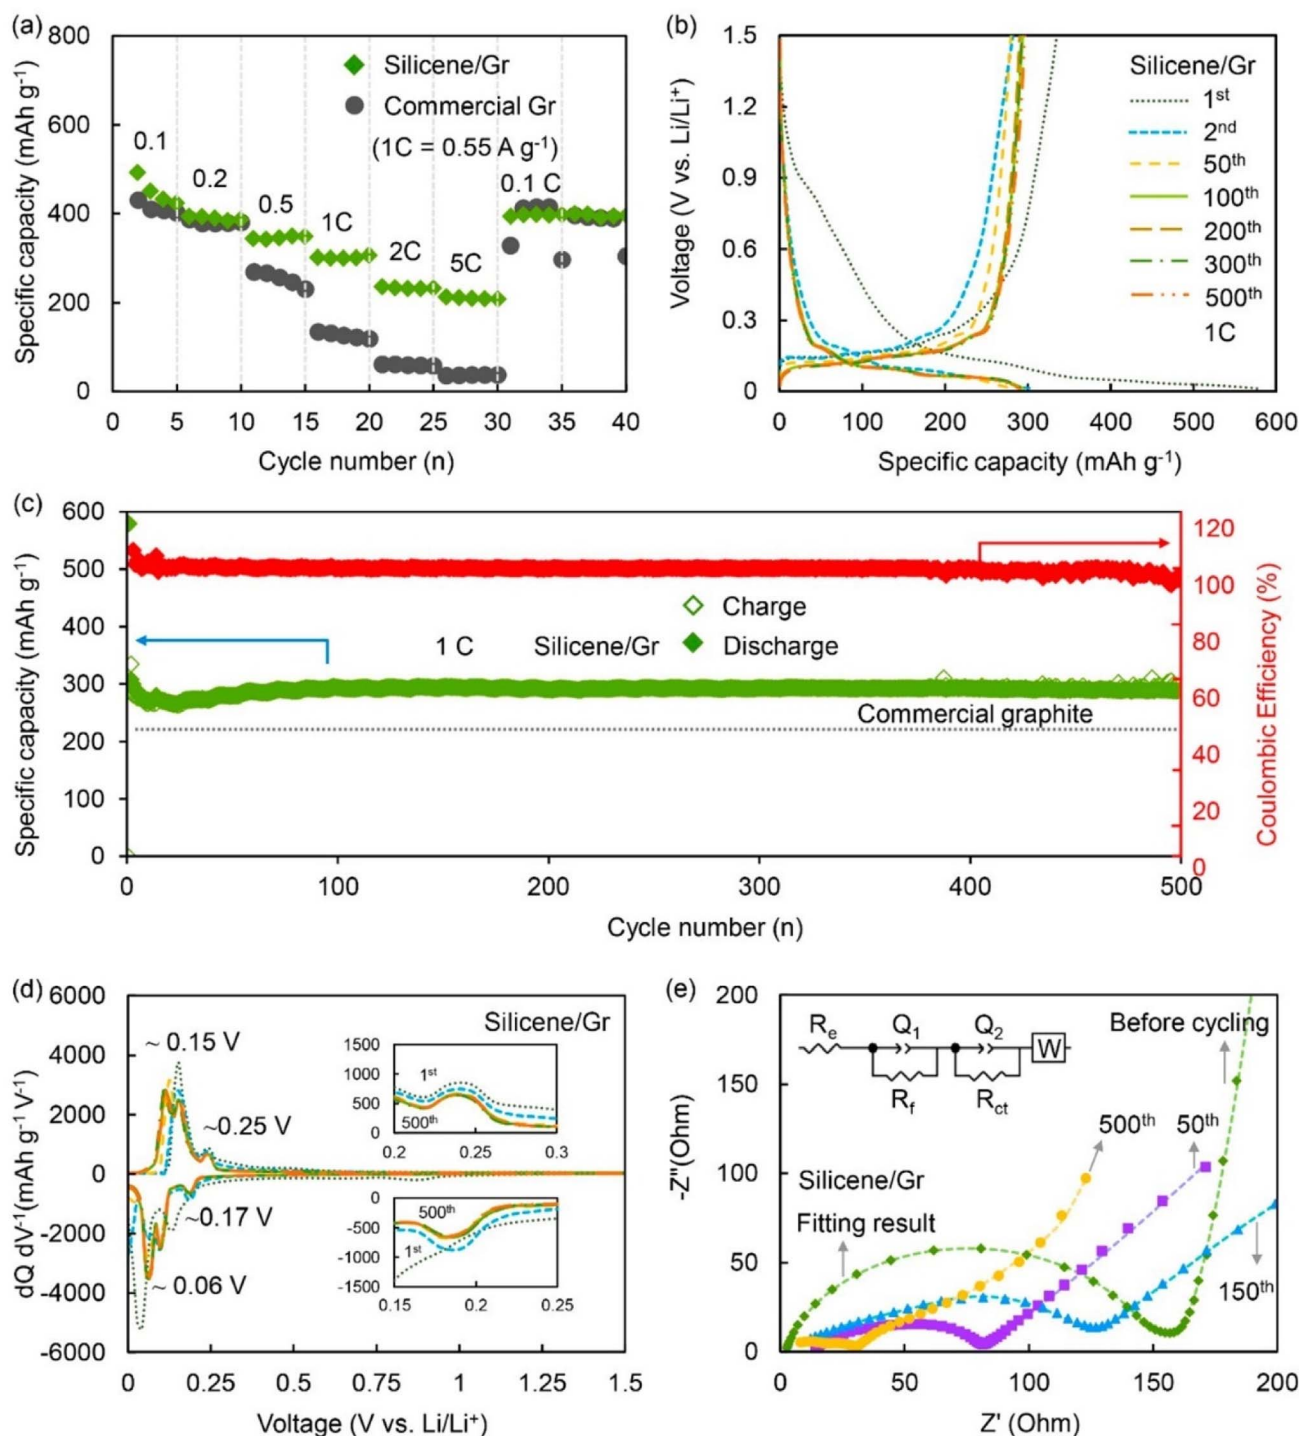 (a)
800
600
400
200
0
Specific capacity (mAh g⁻¹)
Silicene/Gr
Commercial Gr
(1C = 0.55 A g⁻¹)
0.1
0.2
0.5
1C
2C
5C
0.1 C
0 5 10 15 20 25 30 35 40
Cycle number (n)
(b)
1.5
1.2
0.9
0.6
0.3
0
Voltage (V vs. Li/Li⁺)
Silicene/Gr
1st
2nd
50th
100th
200th
300th
500th
1C
0 100 200 300 400 500 600
Specific capacity (mAh g⁻¹)
(c)
600
500
400
300
200
100
0
Specific capacity (mAh g⁻¹)
Charge
1 C Silicene/Gr Discharge
Commercial graphite
120
100
80
60
40
20
0
Coulombic Efficiency (%)
0 100 200 300 400 500
Cycle number (n)
(d)
6000
4000
2000
0
-2000
-4000
-6000
dQ dV⁻¹(mAh g⁻¹ V⁻¹)
Silicene/Gr
~ 0.15 V
~0.25 V
~0.17 V
~ 0.06 V
1500
1000
500
0
1st
500th
0.2 0.25 0.3
0
-500
-1000
-1500
500th
1st
0.15 0.2 0.25
0 0.25 0.5 0.75 1 1.25 1.5
Voltage (V vs. Li/Li⁺)
(e)
200
150
100
50
0
-Z"(Ohm)
Re Q1 Q2 W
Rf Rct
Before cycling
500th
50th
150th
Silicene/Gr
Fitting result
0 50 100 150 200
Z' (Ohm)